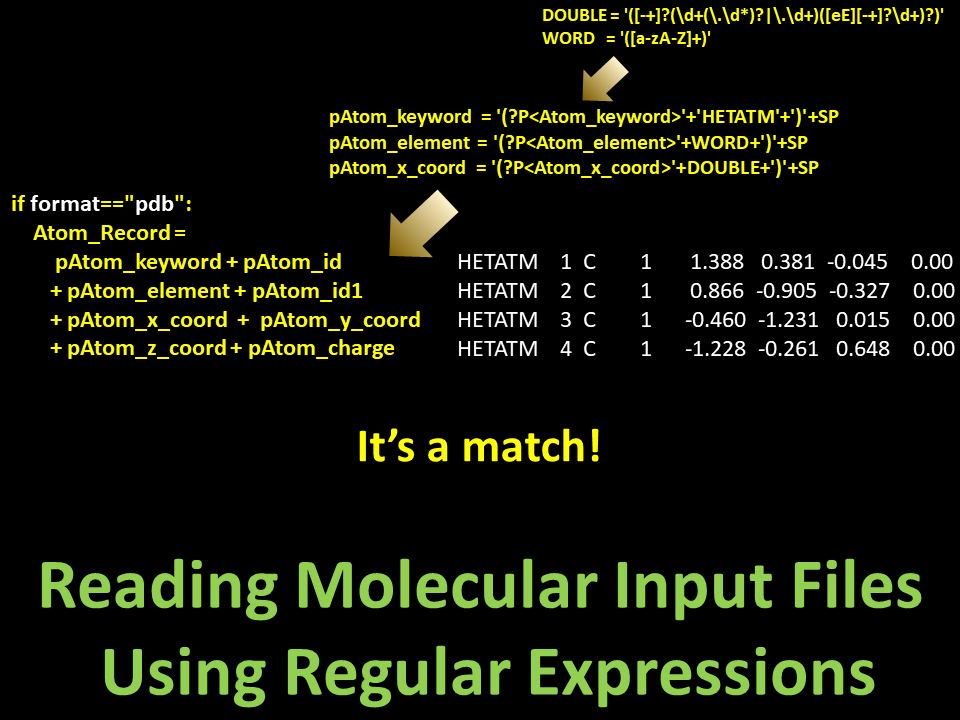 DOUBLE = '([-+]?(\d+(\.\d*)?|\.\d+)([eE][-+]?\d+)?)'
WORD = '([a-zA-Z]+)'
pAtom_keyword = '(?P<Atom_keyword>'+'HETATM'+')'+SP
pAtom_element = '(?P<Atom_element>'+WORD+')'+SP
pAtom_x_coord = '(?P<Atom_x_coord>'+DOUBLE+')'+SP
if format=="pdb":
Atom_Record =
pAtom_keyword + pAtom_id
+ pAtom_element + pAtom_id1
+ pAtom_x_coord + pAtom_y_coord
+ pAtom_z_coord + pAtom_charge
HETATM 1 C 1 1.388 0.381 -0.045 0.00
HETATM 2 C 1 0.866 -0.905 -0.327 0.00
HETATM 3 C 1 -0.460 -1.231 0.015 0.00
HETATM 4 C 1 -1.228 -0.261 0.648 0.00
It's a match!
Reading Molecular Input Files
Using Regular Expressions